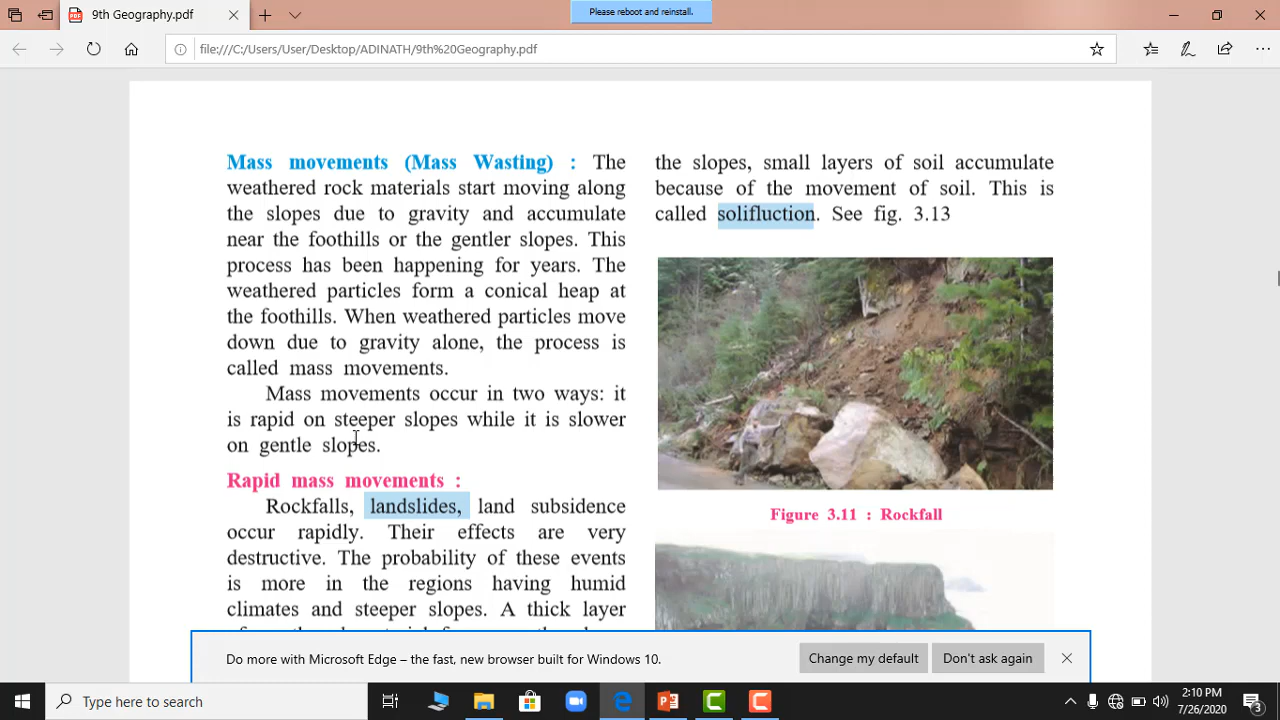 9th Geography.pdf
Please reboot and reinstall.
file:///C:/Users/User/Desktop/ADINATH/9th%20Geography.pdf
Mass movements (Mass Wasting) : The
weathered rock materials start moving along
the slopes due to gravity and accumulate
near the foothills or the gentler slopes. This
process has been happening for years. The
weathered particles form a conical heap at
the foothills. When weathered particles move
down due to gravity alone, the process is
called mass movements.
Mass movements occur in two ways: it
is rapid on steeper slopes while it is slower
on gentle slopes.
Rapid mass movements :
Rockfalls, landslides, land subsidence
occur rapidly. Their effects are very
destructive. The probability of these events
is more in the regions having humid
climates and steeper slopes. A thick layer
the slopes, small layers of soil accumulate
because of the movement of soil. This is
called solifluction. See fig. 3.13
Figure 3.11 : Rockfall
Do more with Microsoft Edge – the fast, new browser built for Windows 10.
Change my default
Don't ask again
Type here to search
2:10 PM
7/26/2020
3